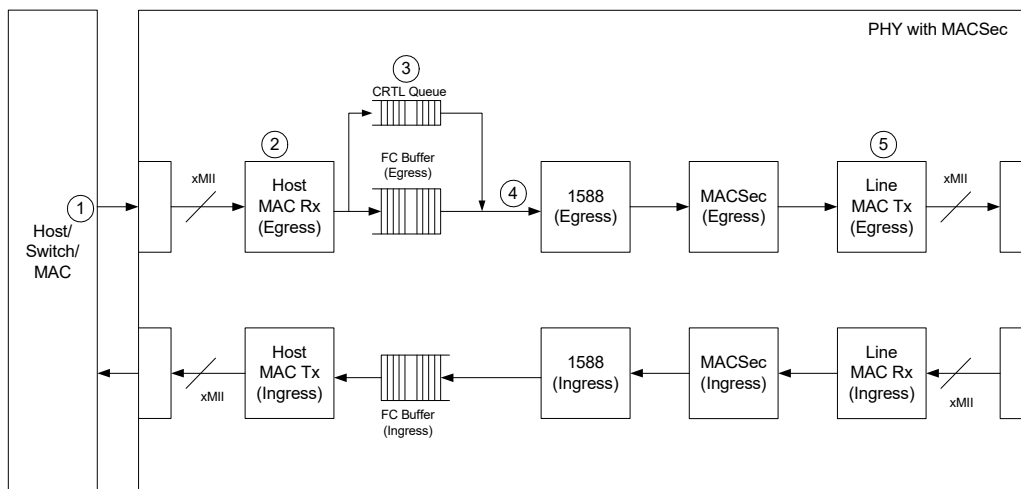 PHY with MACSec
3
CRTL Queue
2
FC Buffer
(Egress)
5
1
xMII
Host
MAC Rx
(Egress)
4
1588
(Egress)
MACSec
(Egress)
Line
MAC Tx
(Egress)
xMII
Host/
Switch/
MAC
xMII
Host
MAC Tx
(Ingress)
FC Buffer
(Ingress)
1588
(Ingress)
MACSec
(Ingress)
Line
MAC Rx
(Ingress)
xMII